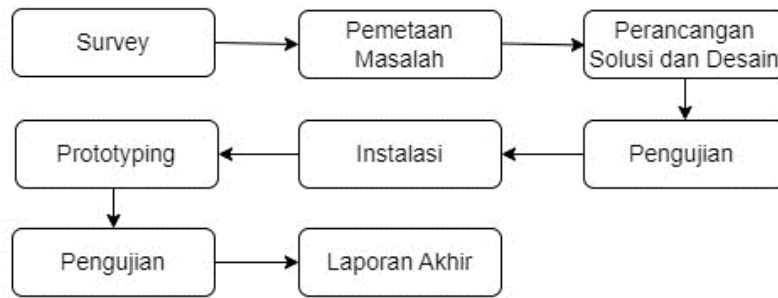 Survey
Pemetaan
Masalah
Perancangan
Solusi dan Desain
Pengujian
Instalasi
Prototyping
Pengujian
Laporan Akhir